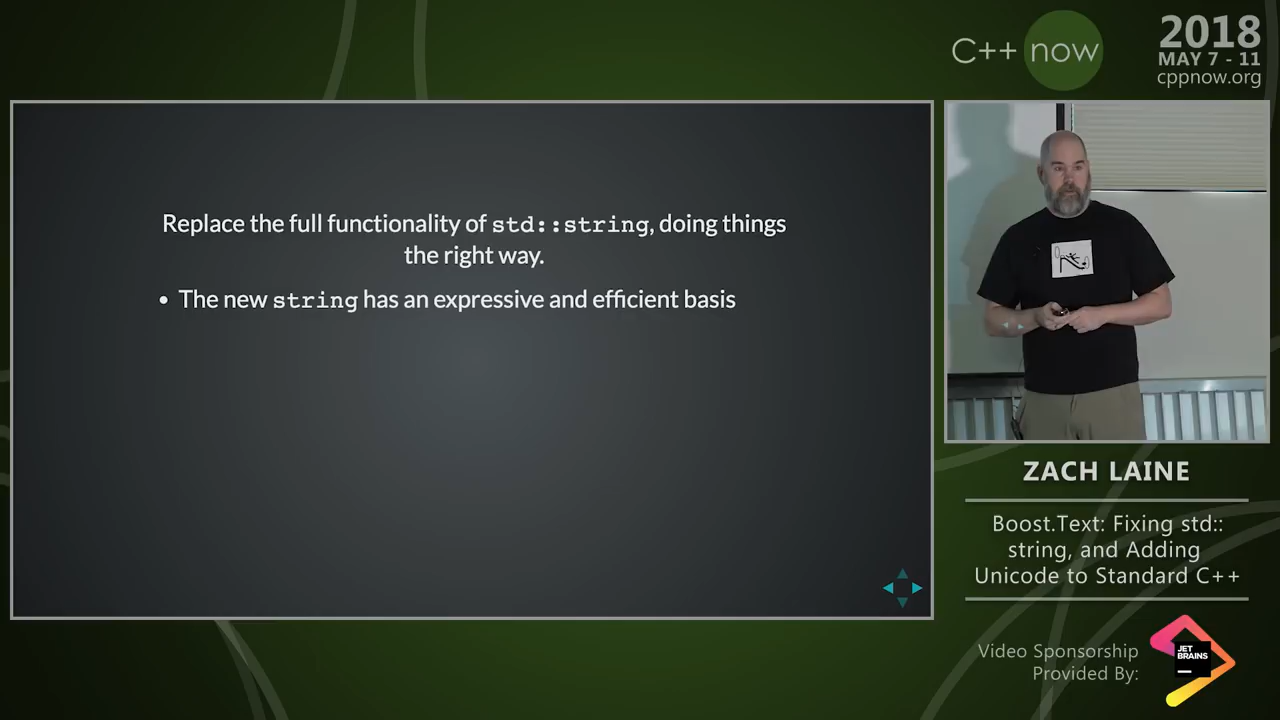 C++ now
2018
MAY 7 - 11
cppnow.org
Replace the full functionality of std::string, doing things
the right way.
• The new string has an expressive and efficient basis
ZACH LAINE
Boost.Text: Fixing std::
string, and Adding
Unicode to Standard C++
Video Sponsorship
Provided By:
JET
BRAINS